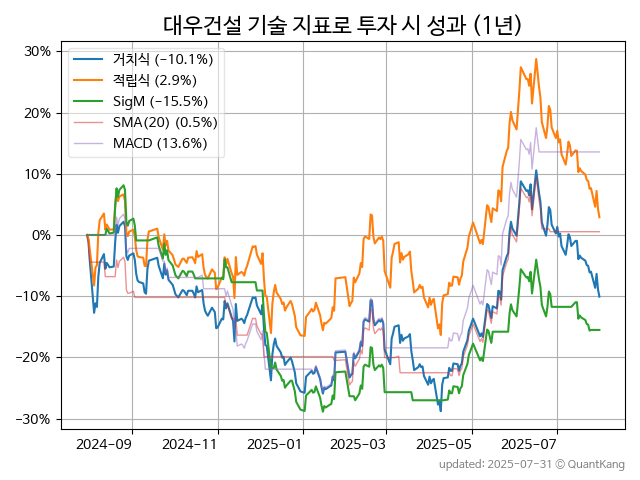 대우건설 기술 지표로 투자 시 성과 (1년)
거치식 (−10.1%)
적립식 (2.9%)
SigM (−15.5%)
SMA(20) (0.5%)
MACD (13.6%)
30%
20%
10%
0%
−10%
−20%
−30%
2024-09 2024-11 2025-01 2025-03 2025-05 2025-07
updated: 2025-07-31 © QuantKang